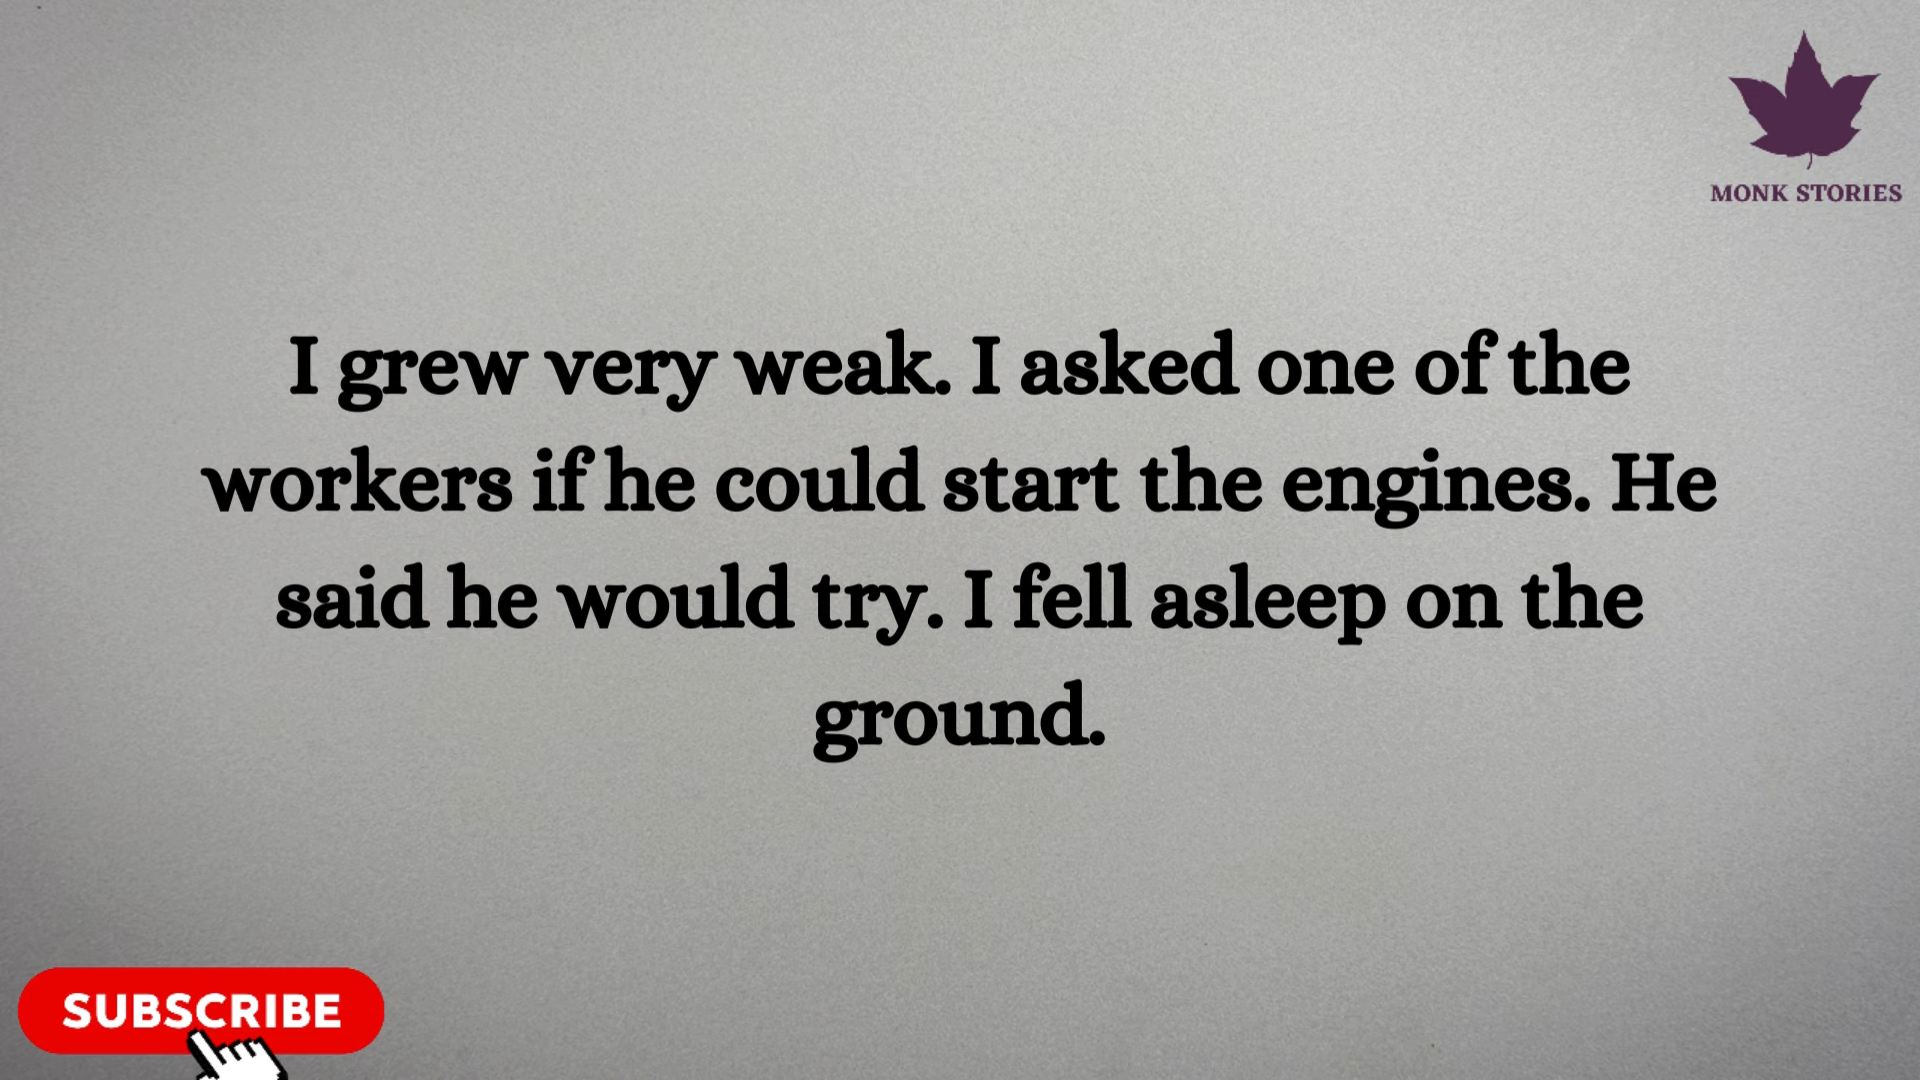 MONK STORIES
I grew very weak. I asked one of the
workers if he could start the engines. He
said he would try. I fell asleep on the
ground.
SUBSCRIBE